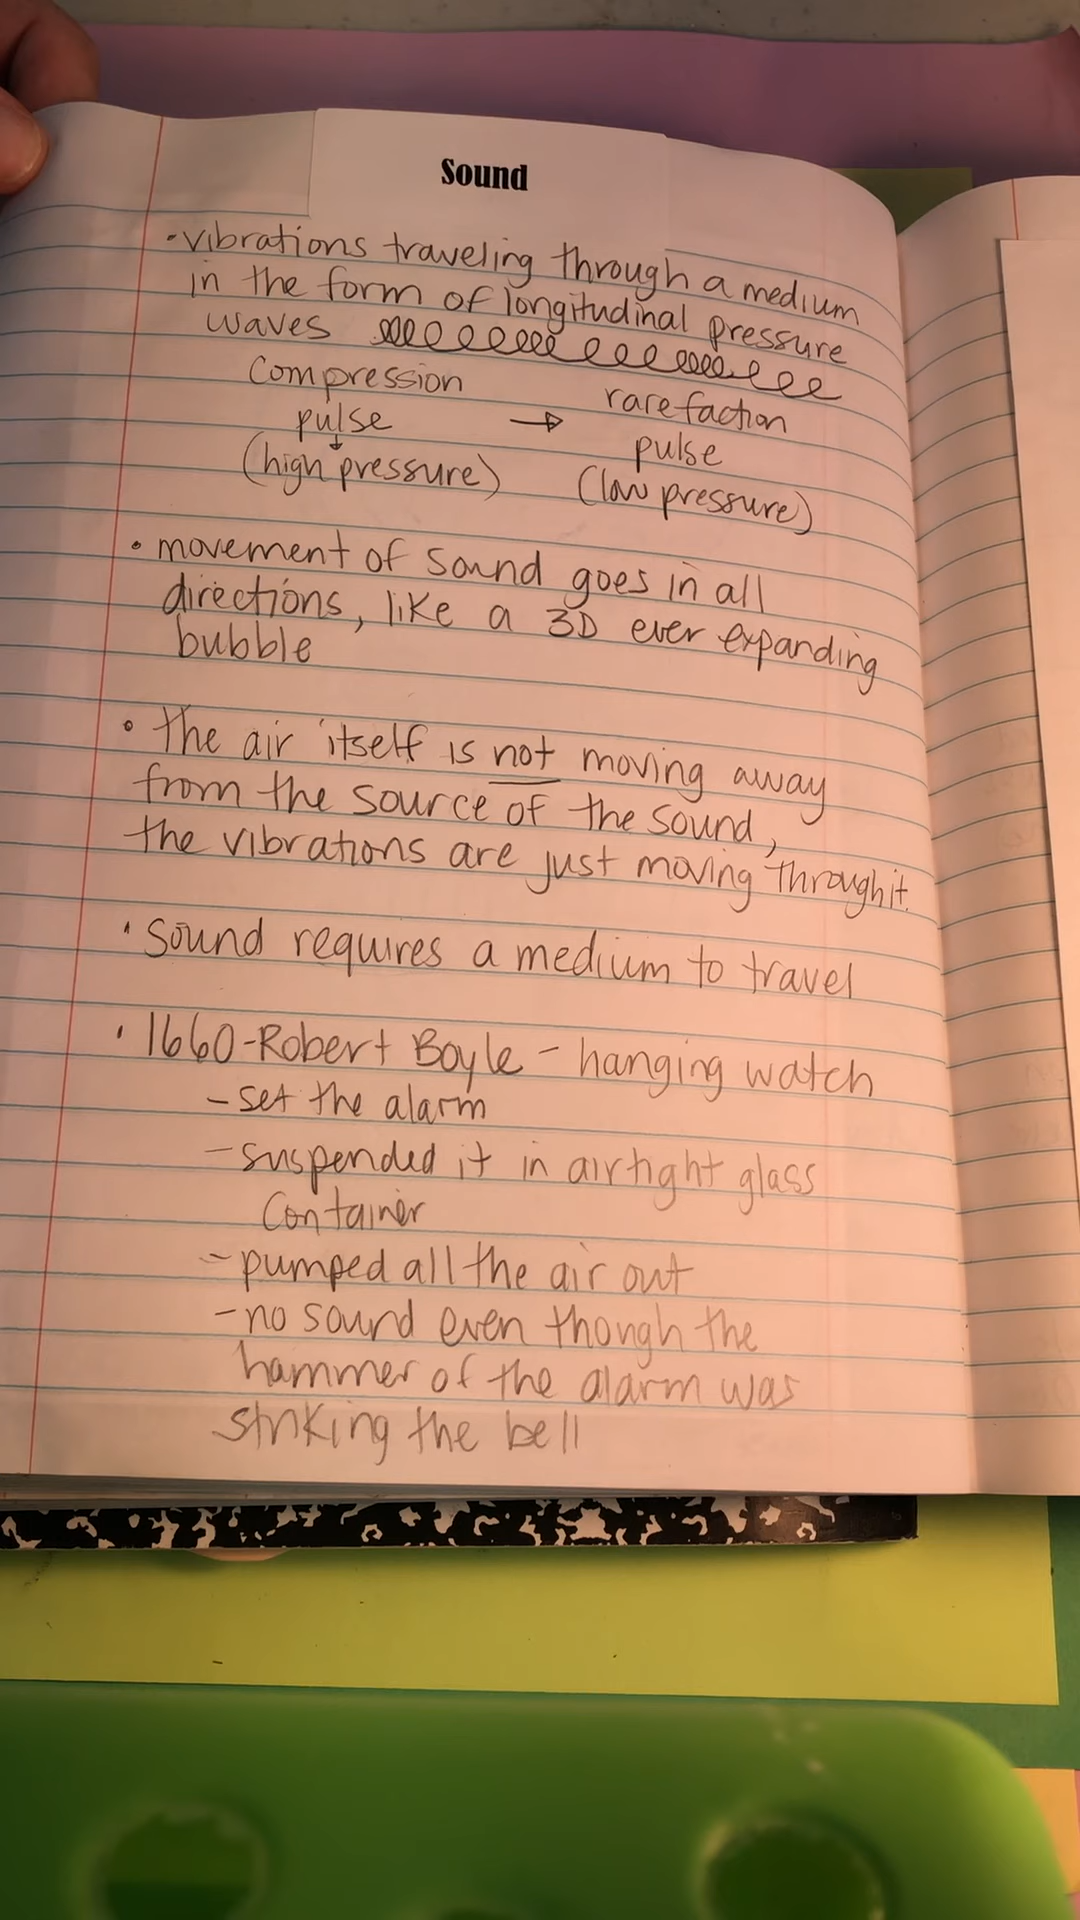 Sound
• vibrations traveling through a medium
in the form of longitudinal pressure
waves
compression
pulse
(high pressure)
→ rarefaction
pulse
(low pressure)
• movement of sound goes in all
directions, like a 3D ever expanding
bubble
• the air itself is not moving away
from the source of the sound,
the vibrations are just moving through it.
• sound requires a medium to travel
• 1660-Robert Boyle - hanging watch
- set the alarm
- suspended it in airtight glass
container
- pumped all the air out
- no sound even though the
hammer of the alarm was
striking the bell